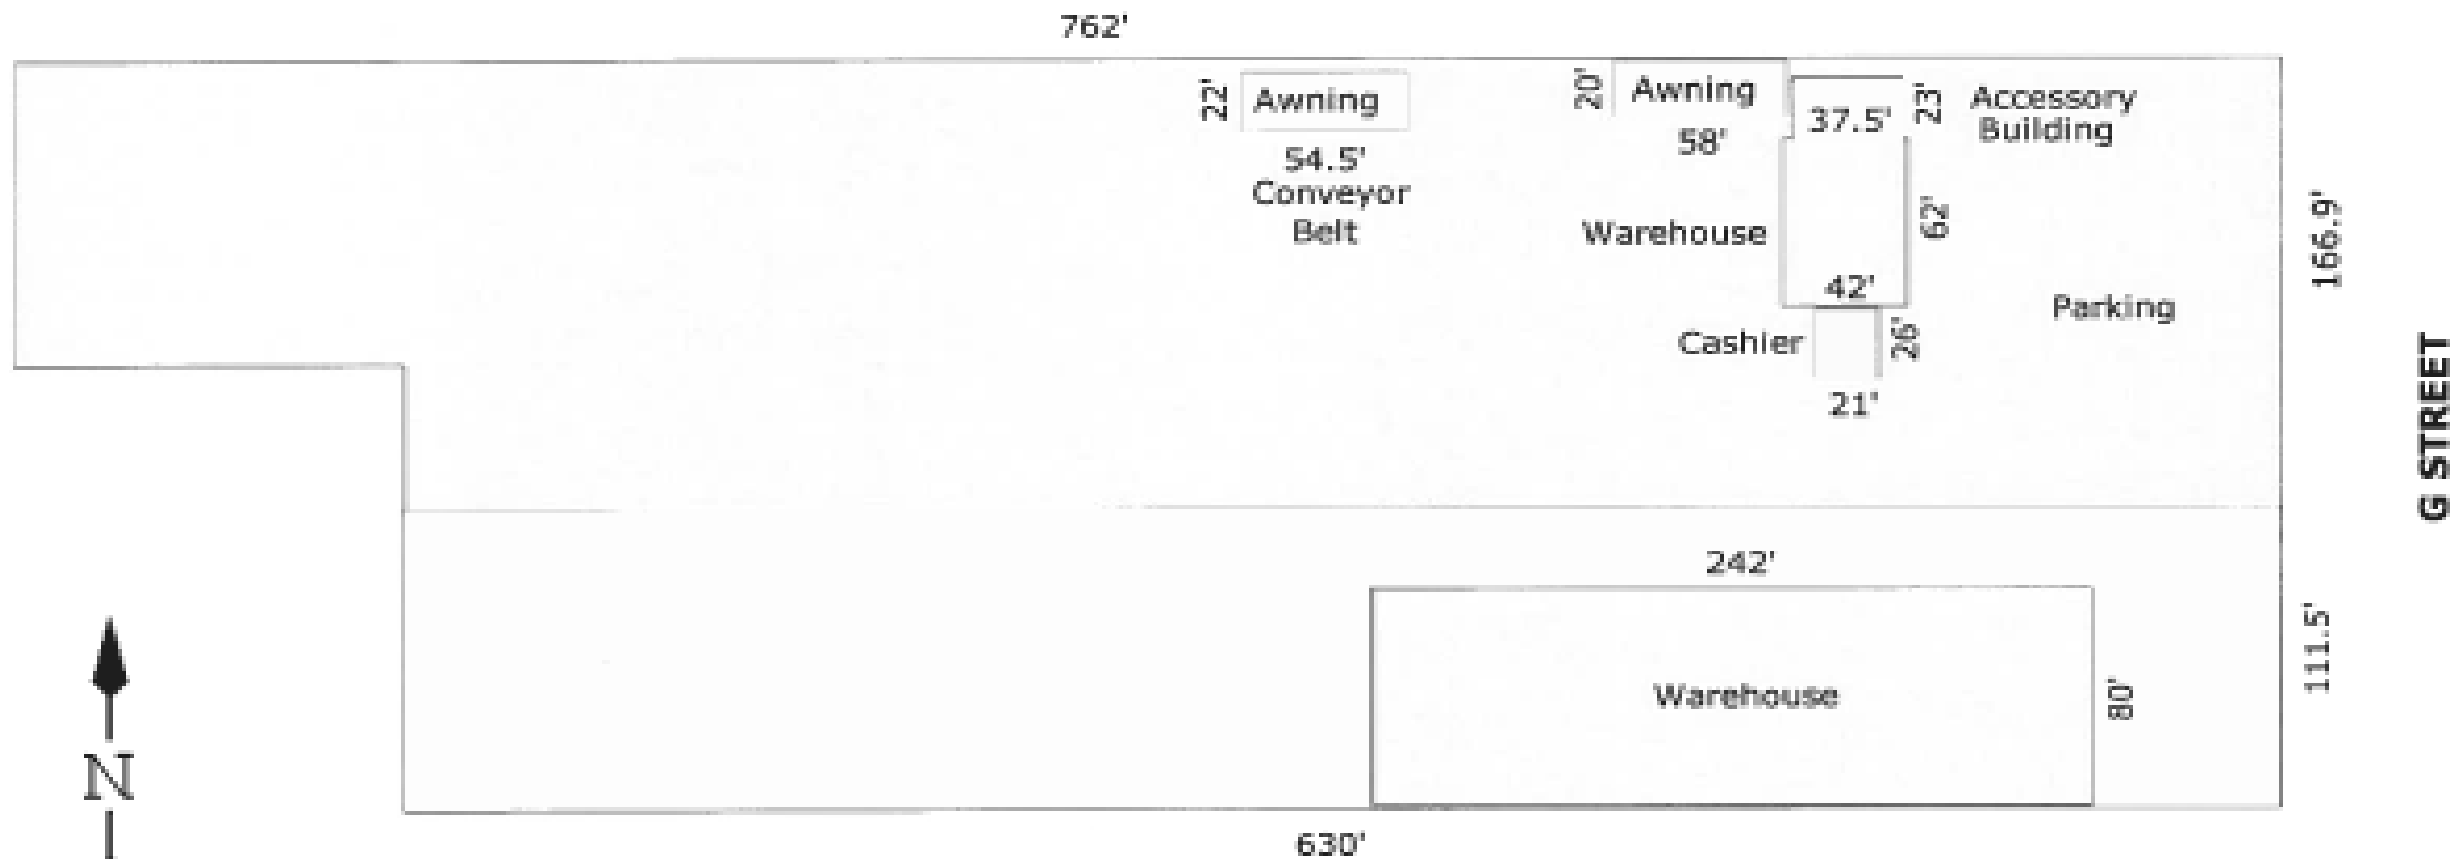 762'
22'
Awning
54.5'
Conveyor
Belt
20'
Awning
58'
37.5'
23'
Accessory
Building
Warehouse
62'
42'
Cashier
26'
21'
Parking
166.9'
G STREET
242'
Warehouse
80'
111.5'
630'
N